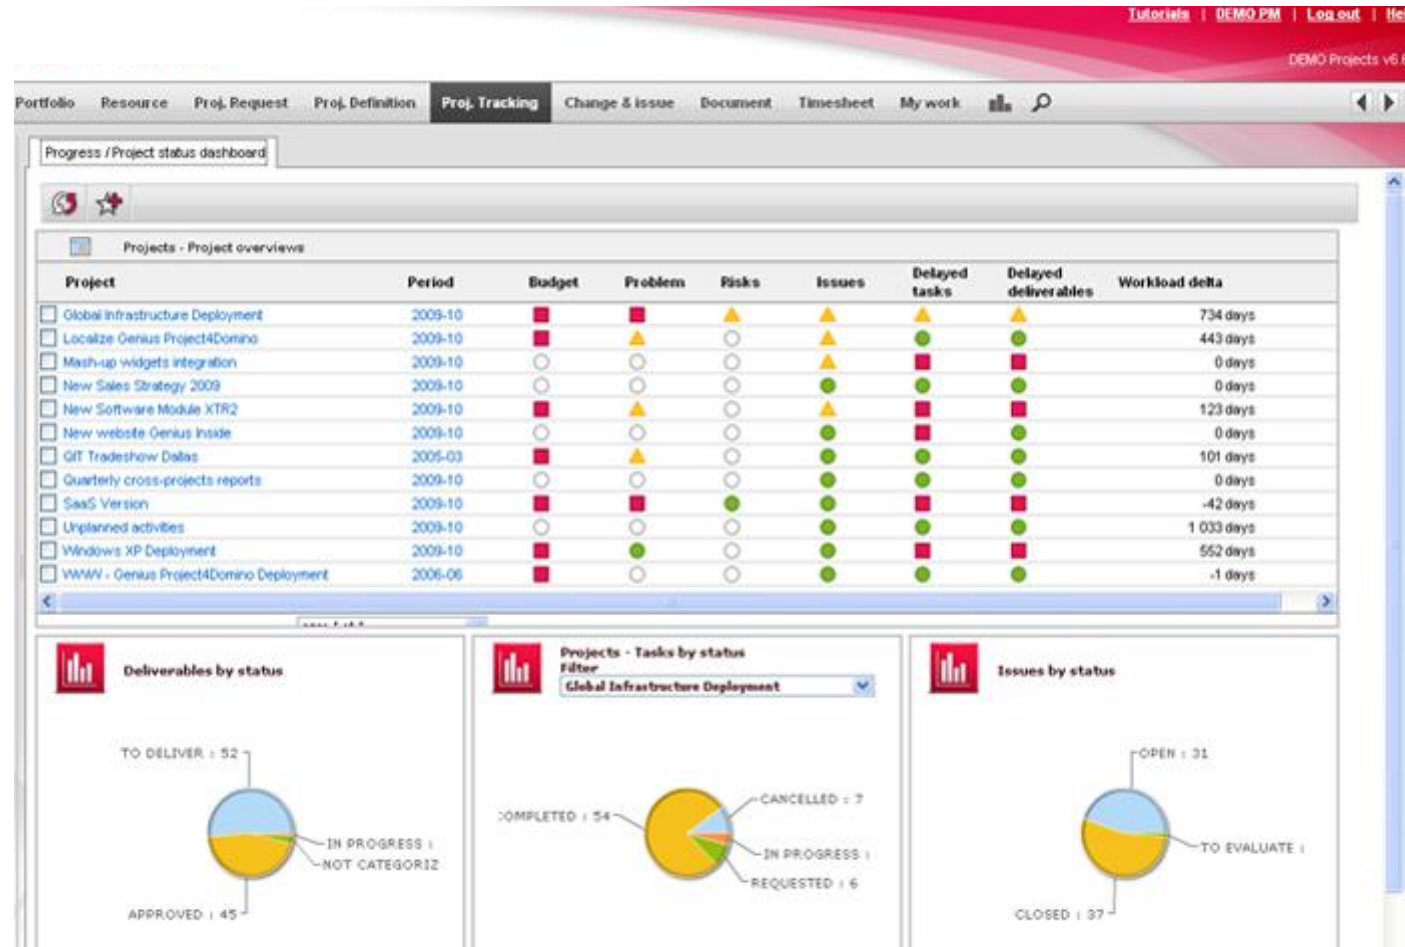 Tutorials | DEMO PM | Log out | He
DEMO Projects v6.6
Portfolio Resource Proj. Request Proj. Definition Proj. Tracking Change & issue Document Timesheet My work
Progress / Project status dashboard
Projects - Project overviews
Project Period Budget Problem Risks Issues Delayed tasks Delayed deliverables Workload delta
Global Infrastructure Deployment 2009-10 734 days
Localize Genius Project4Domino 2009-10 443 days
Mash-up widgets integration 2009-10 0 days
New Sales Strategy 2009 2009-10 0 days
New Software Module XTR2 2009-10 123 days
New website Genius Inside 2009-10 0 days
GIT Tradeshow Dallas 2005-03 101 days
Quarterly cross-projects reports 2009-10 0 days
SaaS Version 2009-10 -42 days
Unplanned activities 2009-10 1 033 days
Windows XP Deployment 2009-10 552 days
WWW - Genius Project4Domino Deployment 2006-06 -1 days
Deliverables by status
TO DELIVER : 52
IN PROGRESS :
NOT CATEGORIZ
APPROVED : 45
Projects - Tasks by status
Filter
Global Infrastructure Deployment
CANCELLED : 7
OMPLETED : 54
IN PROGRESS :
REQUESTED : 6
Issues by status
OPEN : 31
TO EVALUATE :
CLOSED : 37